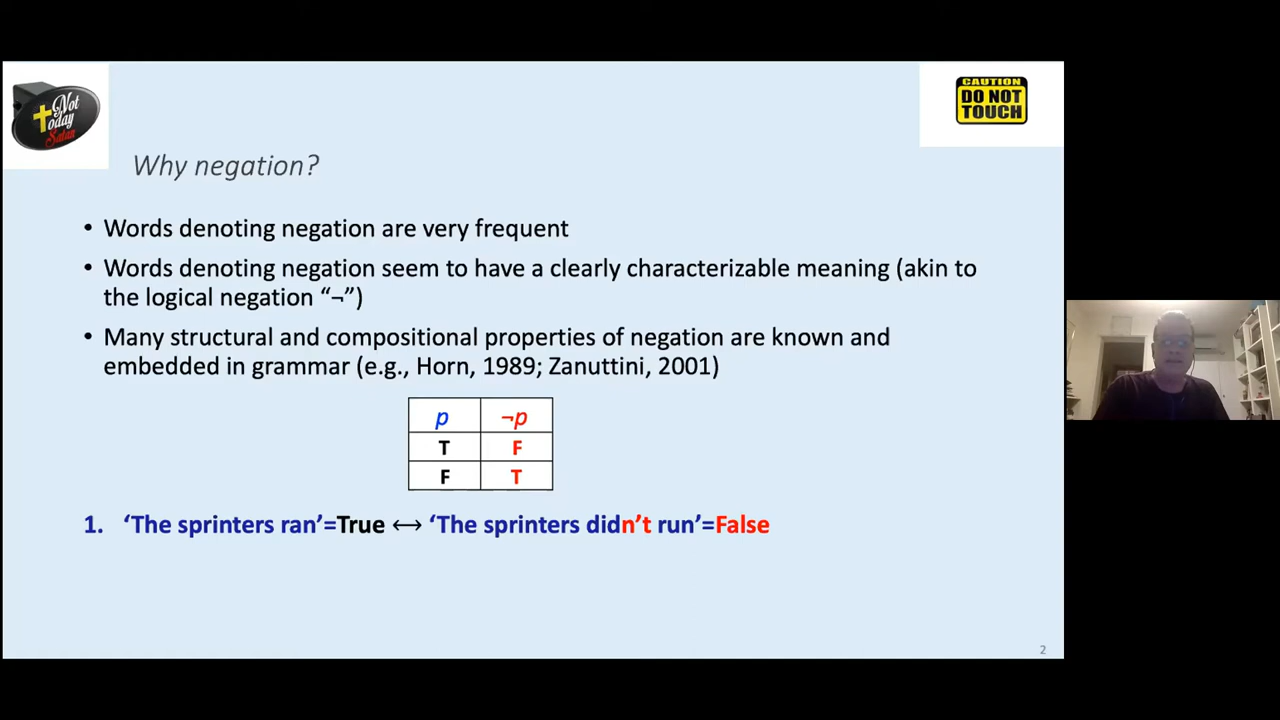 Not
Today
Satan
CAUTION
DO NOT
TOUCH
Why negation?
• Words denoting negation are very frequent
• Words denoting negation seem to have a clearly characterizable meaning (akin to
the logical negation “¬”)
• Many structural and compositional properties of negation are known and
embedded in grammar (e.g., Horn, 1989; Zanuttini, 2001)
p ¬p
T F
F T
1. ‘The sprinters ran’=True ⟷ ‘The sprinters didn’t run’=False
2